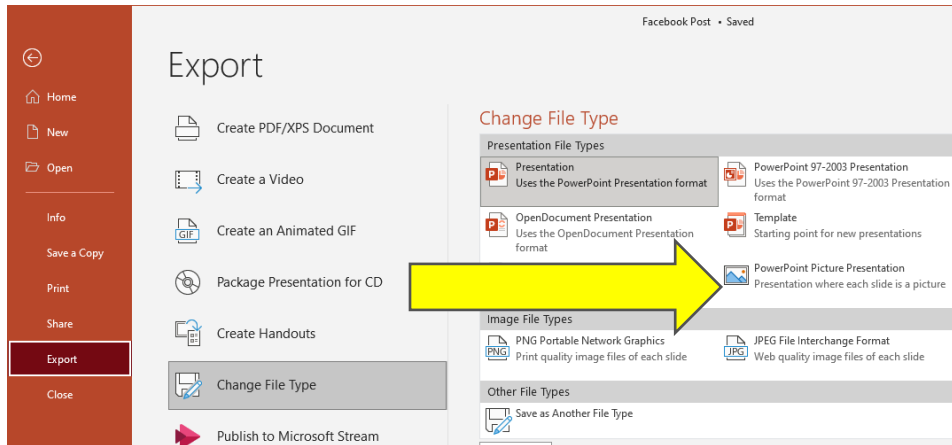 Facebook Post • Saved
Export
Home
New
Open
Info
Save a Copy
Print
Share
Export
Close
Create PDF/XPS Document
Create a Video
GIF
Create an Animated GIF
Package Presentation for CD
Create Handouts
Change File Type
Publish to Microsoft Stream
Change File Type
Presentation File Types
P
Presentation
Uses the PowerPoint Presentation format
PowerPoint 97-2003 Presentation
Uses the PowerPoint 97-2003 Presentation
format
P
OpenDocument Presentation
Uses the OpenDocument Presentation
format
P
Template
Starting point for new presentations
PowerPoint Picture Presentation
Presentation where each slide is a picture
Image File Types
PNG
PNG Portable Network Graphics
Print quality image files of each slide
JPG
JPEG File Interchange Format
Web quality image files of each slide
Other File Types
Save as Another File Type